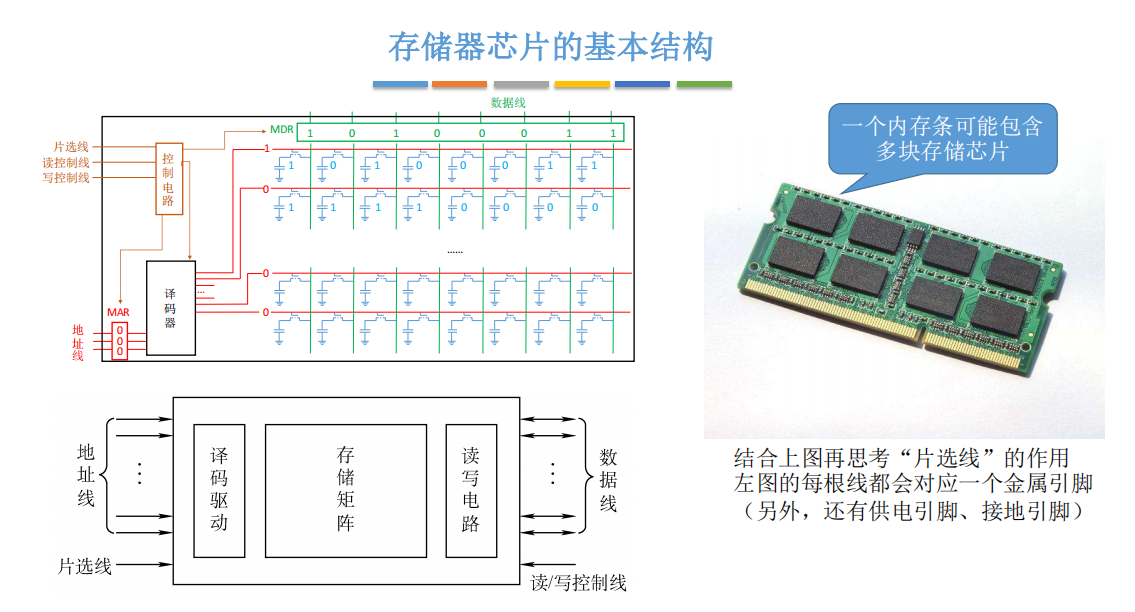 存储器芯片的基本结构
数据线
MDR 1 0 1 0 0 0 1 1
片选线
读控制线
写控制线
控制电路
1
1 0 1 0 0 0 1 1
0
1 1 1 1 0 0 1 0
......
0
0
...
译码器
MAR
地址线
0
0
0
一个内存条可能包含
多块存储芯片
地址线
译码驱动
存储矩阵
读写电路
数据线
片选线
读/写控制线
结合上图再思考“片选线”的作用
左图的每根线都会对应一个金属引脚
（另外，还有供电引脚、接地引脚）